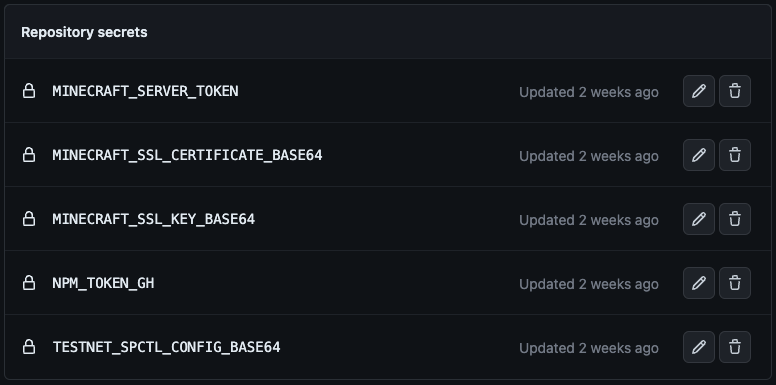 Repository secrets
MINECRAFT_SERVER_TOKEN Updated 2 weeks ago
MINECRAFT_SSL_CERTIFICATE_BASE64 Updated 2 weeks ago
MINECRAFT_SSL_KEY_BASE64 Updated 2 weeks ago
NPM_TOKEN_GH Updated 2 weeks ago
TESTNET_SPCTL_CONFIG_BASE64 Updated 2 weeks ago